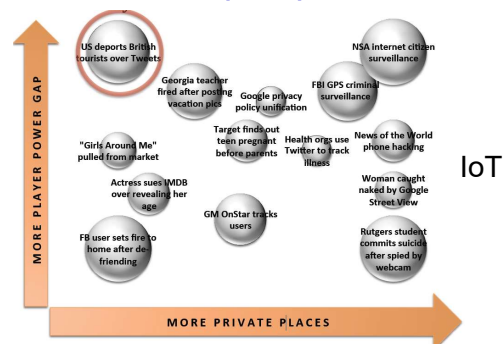 US deports British
tourists over Tweets
NSA internet citizen
surveillance
Georgia teacher
fired after posting
vacation pics
Google privacy
policy unification
FBI GPS criminal
surveillance
"Girls Around Me"
pulled from market
Target finds out
teen pregnant
before parents
Health orgs use
Twitter to track
illness
News of the World
phone hacking
IoT
Actress sues IMDB
over revealing her
age
Woman caught
naked by Google
Street View
GM OnStar tracks
users
FB user sets fire to
home after de-
friending
Rutgers student
commits suicide
after spied by
webcam
MORE PLAYER POWER GAP
MORE PRIVATE PLACES